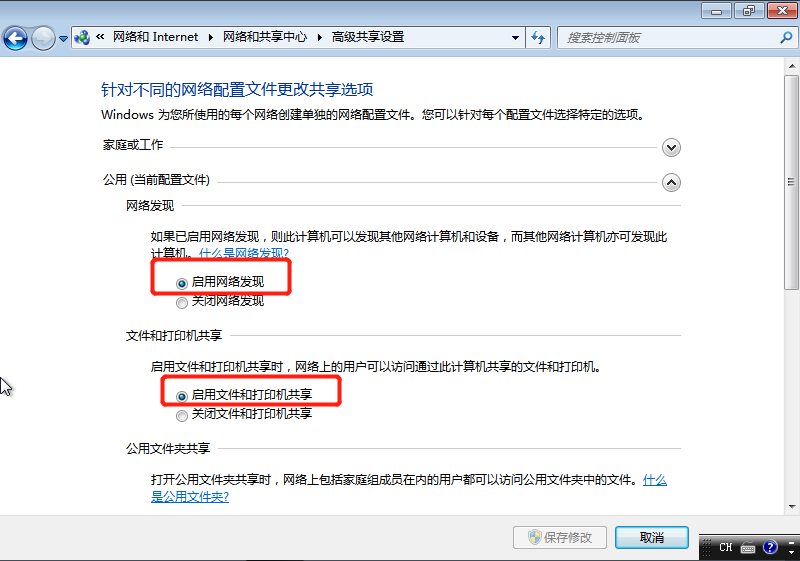 « 网络和 Internet ▸ 网络和共享中心 ▸ 高级共享设置
搜索控制面板
针对不同的网络配置文件更改共享选项
Windows 为您所使用的每个网络创建单独的网络配置文件。您可以针对每个配置文件选择特定的选项。
家庭或工作
公用 (当前配置文件)
网络发现
如果已启用网络发现，则此计算机可以发现其他网络计算机和设备，而其他网络计算机亦可发现此
计算机。什么是网络发现?
启用网络发现
关闭网络发现
文件和打印机共享
启用文件和打印机共享时，网络上的用户可以访问通过此计算机共享的文件和打印机。
启用文件和打印机共享
关闭文件和打印机共享
公用文件夹共享
打开公用文件夹共享时，网络上包括家庭组成员在内的用户都可以访问公用文件夹中的文件。什么
是公用文件夹?
保存修改
取消
CH